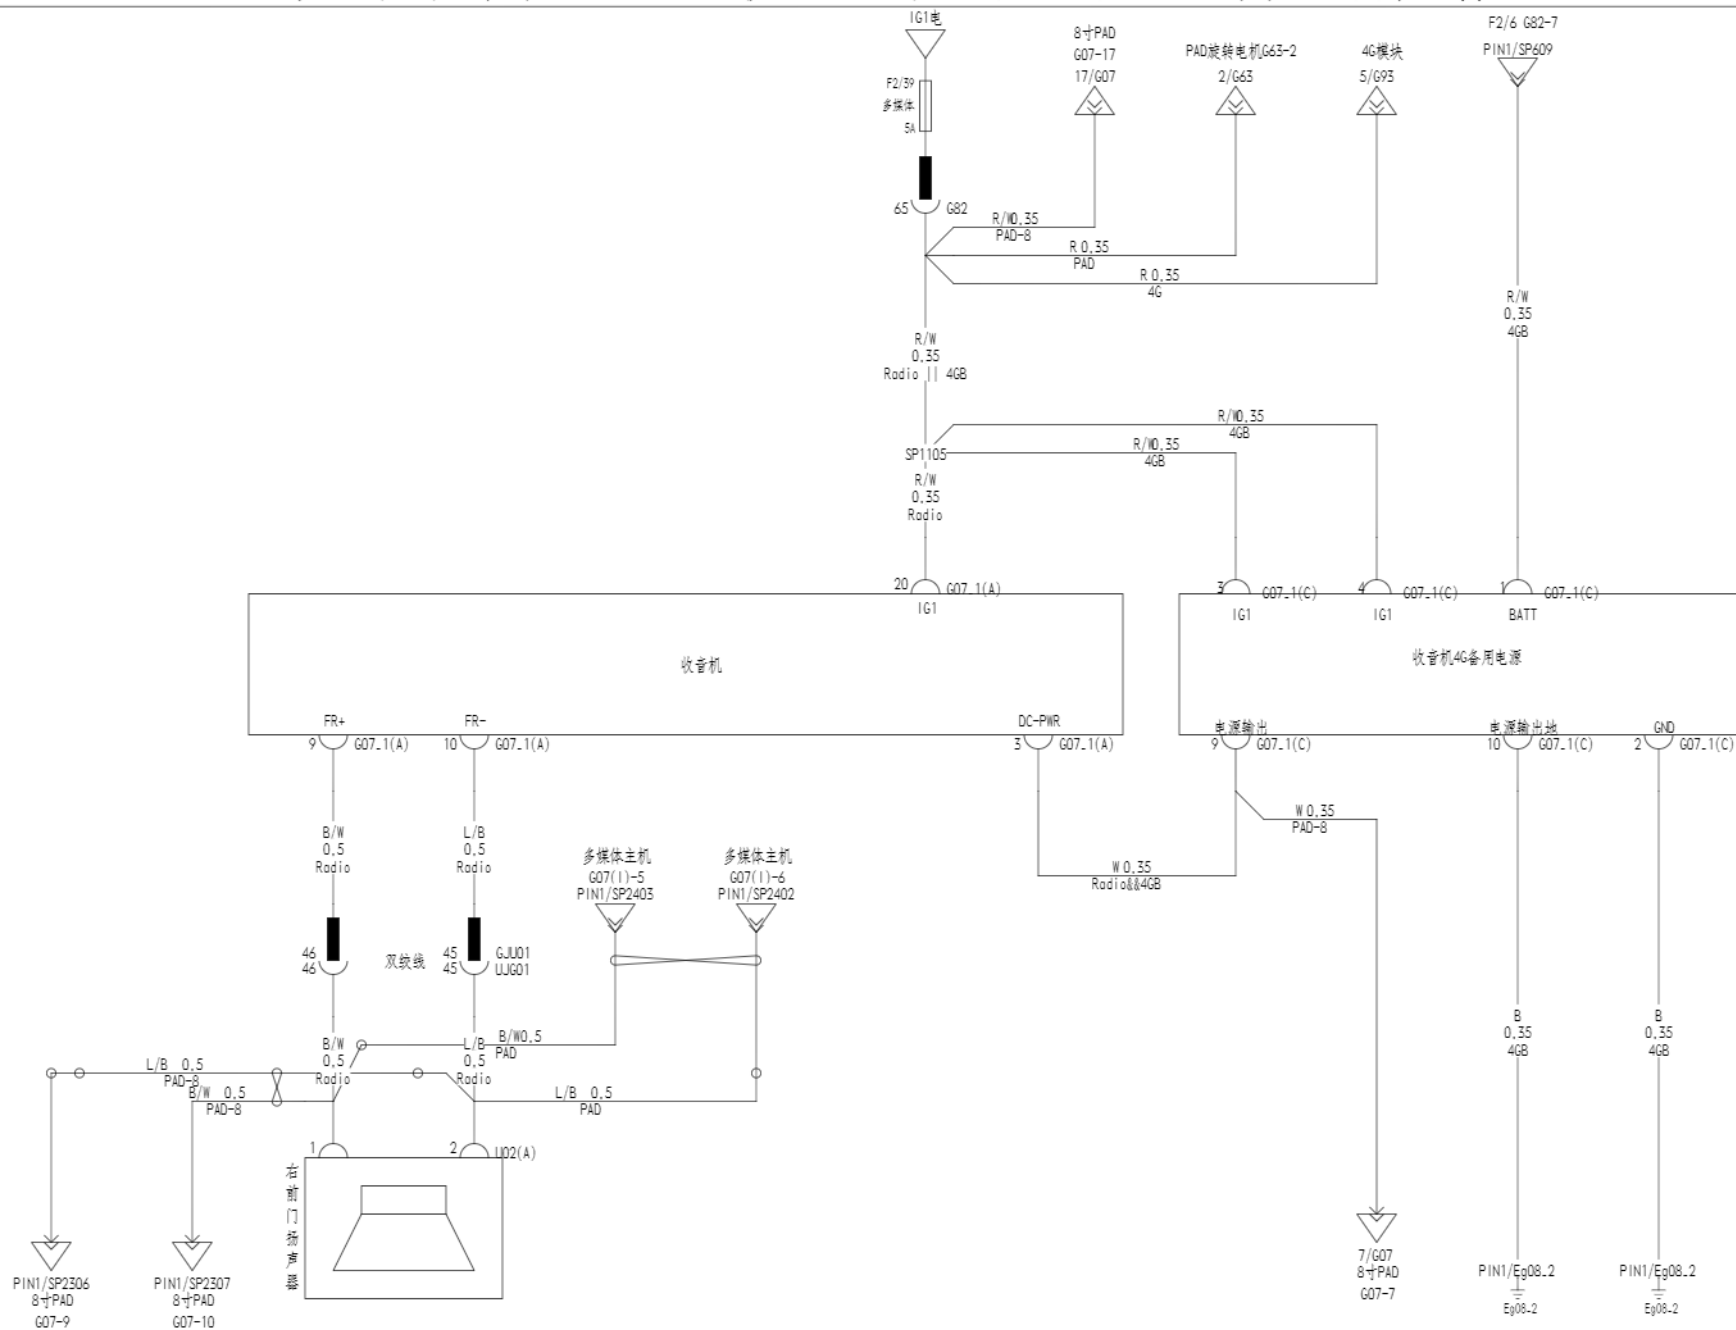 IG1电
8寸PAD
G07-17
17/G07
PAD旋转电机G63-2
2/G63
4G模块
5/G93
F2/6 G82-7
PIN1/SP609
F2/39
多媒体
5A
65
G82
R/W0.35
PAD-8
R 0.35
PAD
R 0.35
4G
R/W
0.35
4GB
R/W
0.35
Radio || 4GB
R/W0.35
4GB
R/W0.35
4GB
SP1105
R/W
0.35
Radio
20
G07_1(A)
IG1
3
G07_1(C)
IG1
4
G07_1(C)
IG1
1
G07_1(C)
BATT
收音机
收音机4G备用电源
FR+
9
G07_1(A)
FR-
10
G07_1(A)
DC-PWR
3
G07_1(A)
电源输出
9
G07_1(C)
电源输出地
10
G07_1(C)
GND
2
G07_1(C)
W 0.35
PAD-8
B/W
0.5
Radio
L/B
0.5
Radio
多媒体主机
G07(I)-5
PIN1/SP2403
多媒体主机
G07(I)-6
PIN1/SP2402
W 0.35
Radio&&4GB
46
46
双绞线
45
45
GJU01
UJG01
B/W
0.5
Radio
L/B
0.5
Radio
B/W0.5
PAD
L/B 0.5
PAD-8
B/W 0.5
PAD-8
L/B 0.5
PAD
B
0.35
4GB
B
0.35
4GB
1
2
U02(A)
右前门扬声器
PIN1/SP2306
8寸PAD
G07-9
PIN1/SP2307
8寸PAD
G07-10
7/G07
8寸PAD
G07-7
PIN1/Eg08_2
Eg08_2
PIN1/Eg08_2
Eg08_2